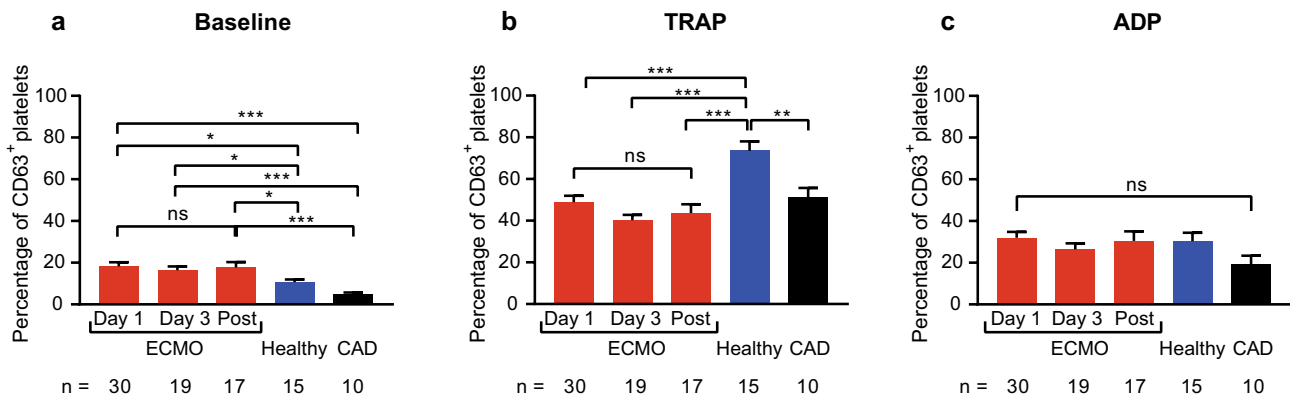 a Baseline
Percentage of CD63+ platelets
100
80
60
40
20
0
***
*
*
***
*
ns
***
Day 1 Day 3 Post
ECMO Healthy CAD
n = 30 19 17 15 10
b TRAP
Percentage of CD63+ platelets
100
80
60
40
20
0
***
***
***
**
ns
Day 1 Day 3 Post
ECMO Healthy CAD
n = 30 19 17 15 10
c ADP
Percentage of CD63+ platelets
100
80
60
40
20
0
ns
Day 1 Day 3 Post
ECMO Healthy CAD
n = 30 19 17 15 10